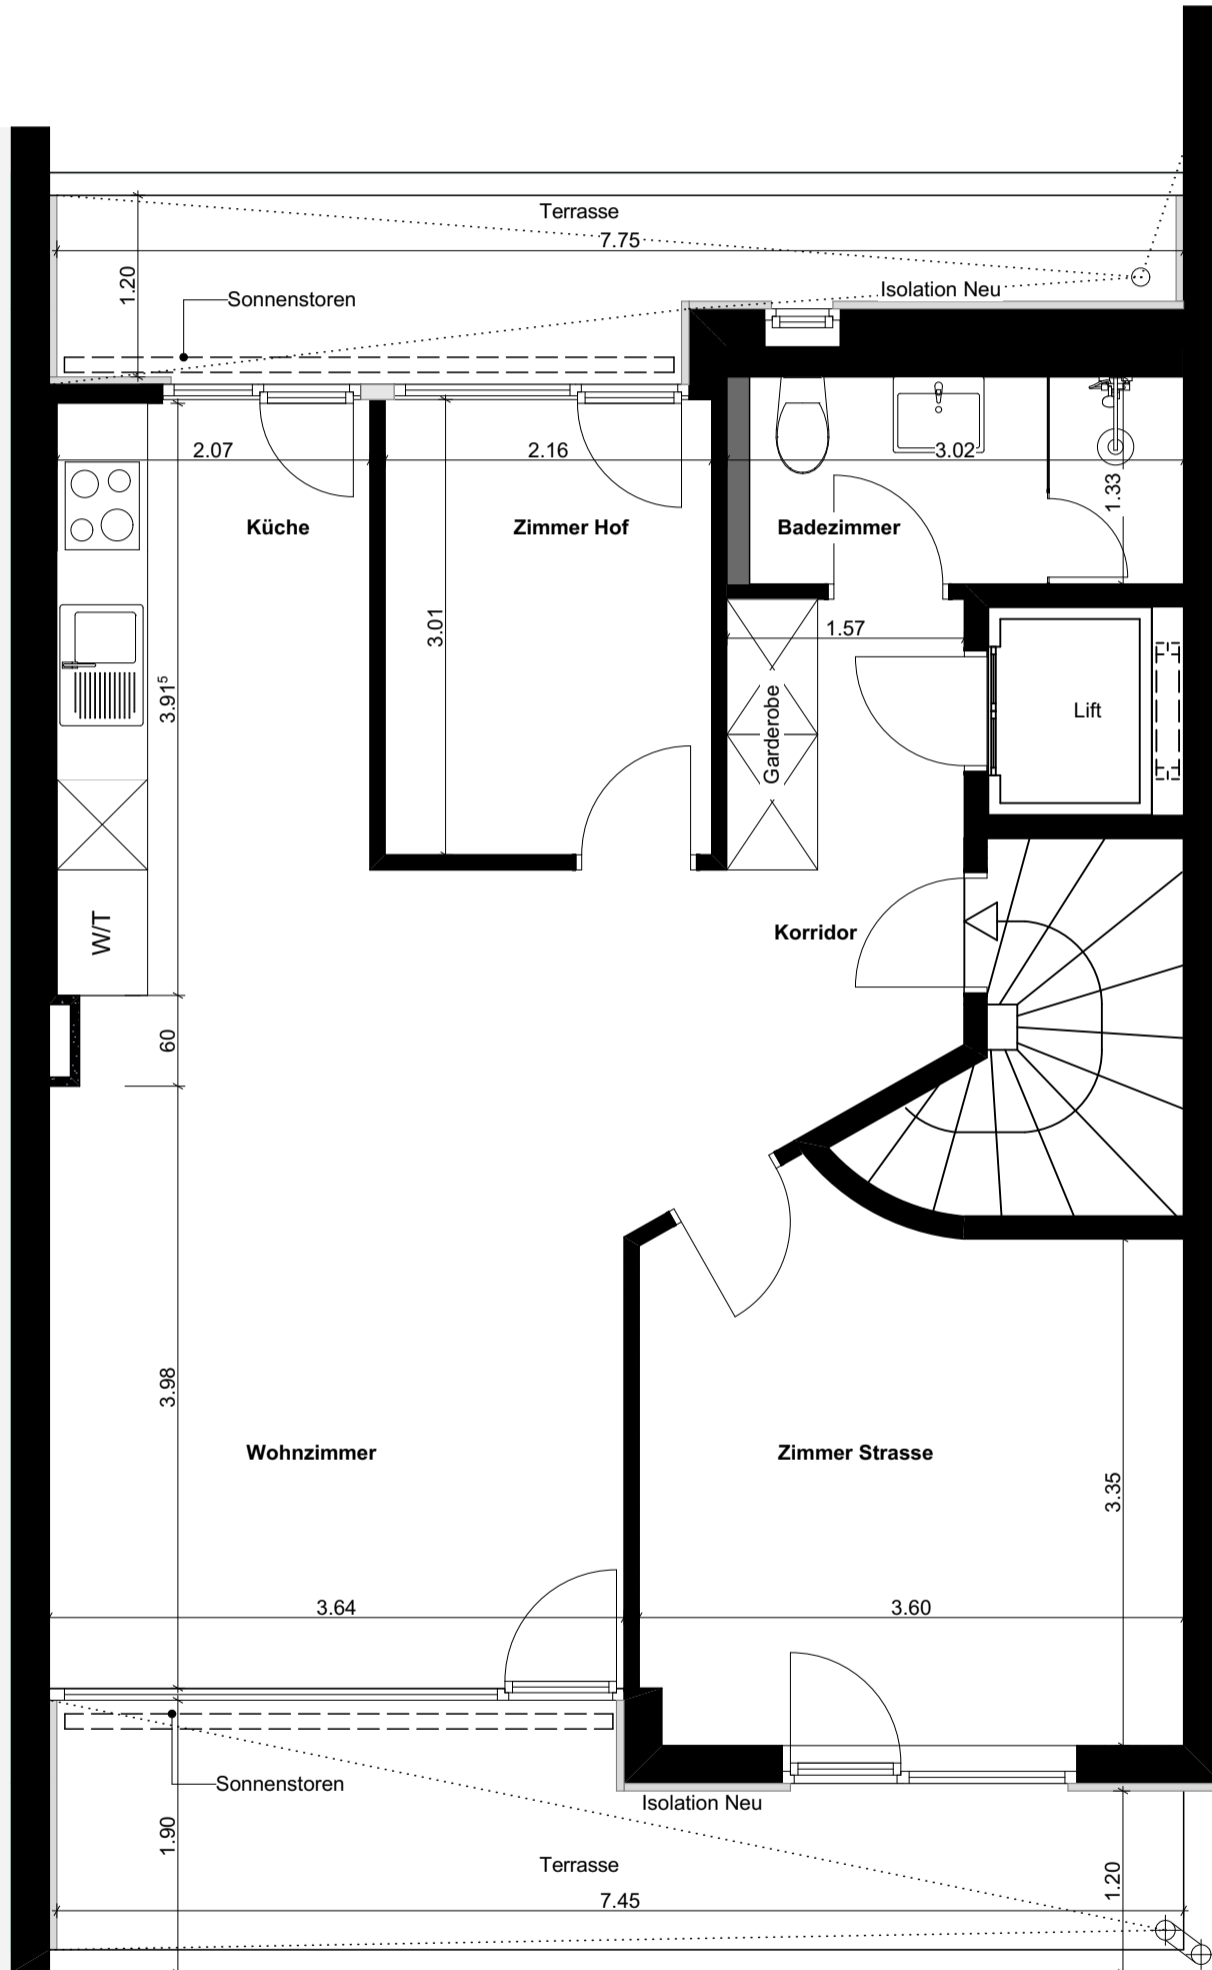 Terrasse
7.75
1.20
Sonnenstoren
Isolation Neu
2.07
2.16
3.02
1.33
Küche
Zimmer Hof
Badezimmer
3.01
1.57
3.91⁵
Garderobe
Lift
W/T
Korridor
60
3.98
Wohnzimmer
Zimmer Strasse
3.35
3.64
3.60
Sonnenstoren
Isolation Neu
1.90
Terrasse
1.20
7.45